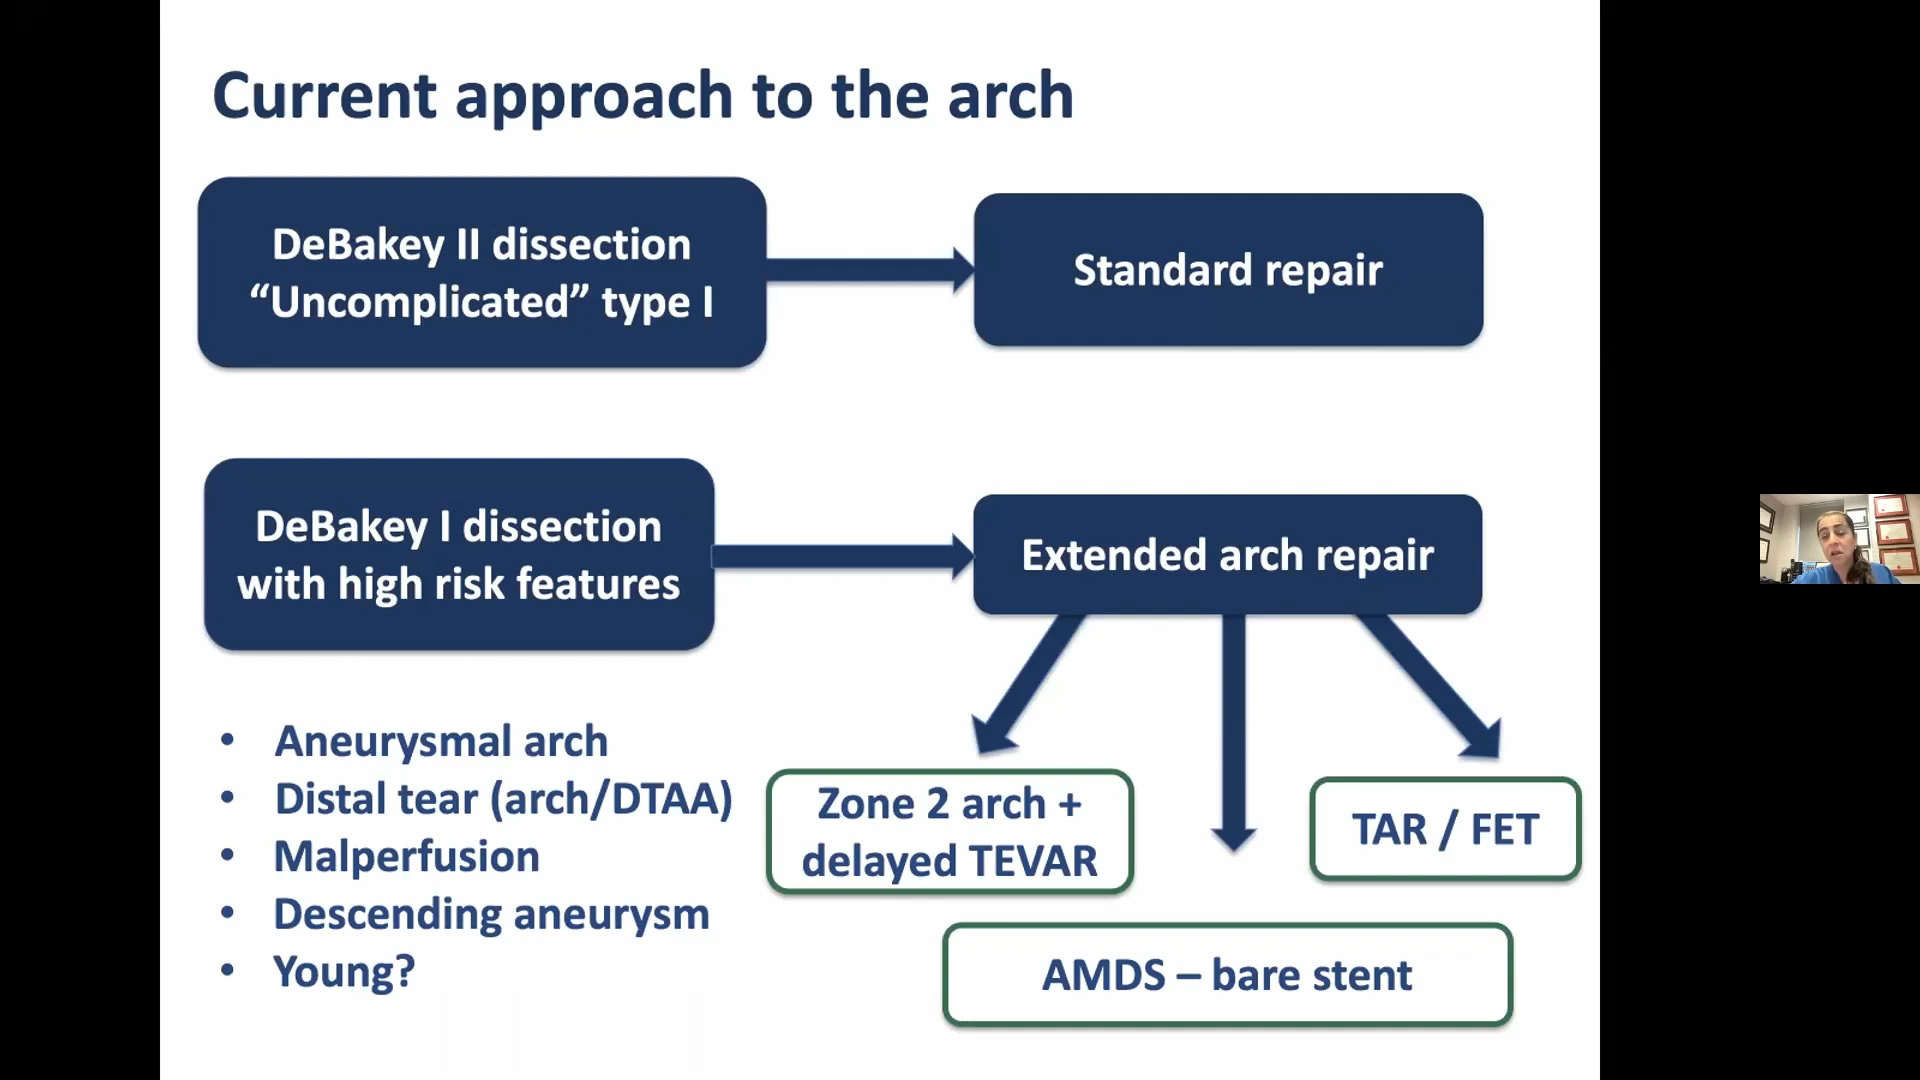 Current approach to the arch
DeBakey II dissection
“Uncomplicated” type I
Standard repair
DeBakey I dissection
with high risk features
Extended arch repair
• Aneurysmal arch
• Distal tear (arch/DTAA)
• Malperfusion
• Descending aneurysm
• Young?
Zone 2 arch +
delayed TEVAR
TAR / FET
AMDS – bare stent